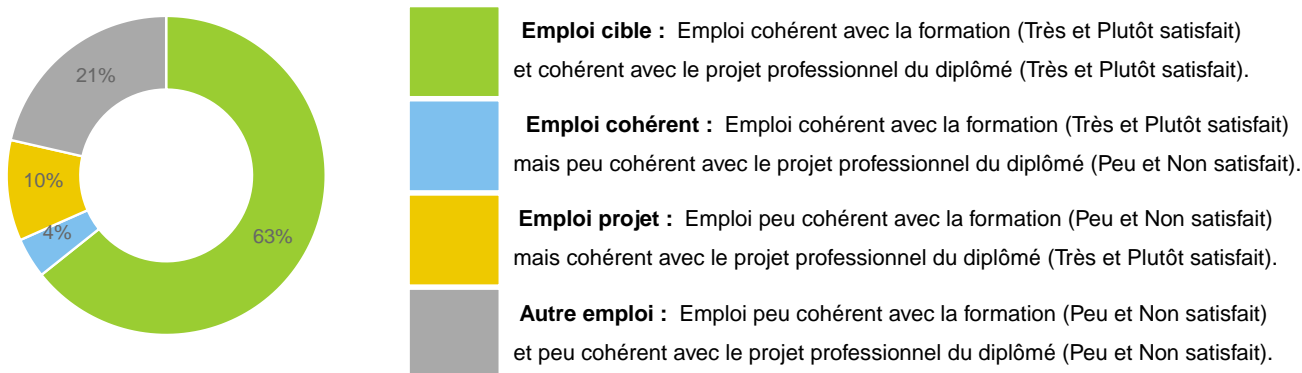 21%
10%
4%
63%
Emploi cible : Emploi cohérent avec la formation (Très et Plutôt satisfait)
et cohérent avec le projet professionnel du diplômé (Très et Plutôt satisfait).
Emploi cohérent : Emploi cohérent avec la formation (Très et Plutôt satisfait)
mais peu cohérent avec le projet professionnel du diplômé (Peu et Non satisfait).
Emploi projet : Emploi peu cohérent avec la formation (Peu et Non satisfait)
mais cohérent avec le projet professionnel du diplômé (Très et Plutôt satisfait).
Autre emploi : Emploi peu cohérent avec la formation (Peu et Non satisfait)
et peu cohérent avec le projet professionnel du diplômé (Peu et Non satisfait).